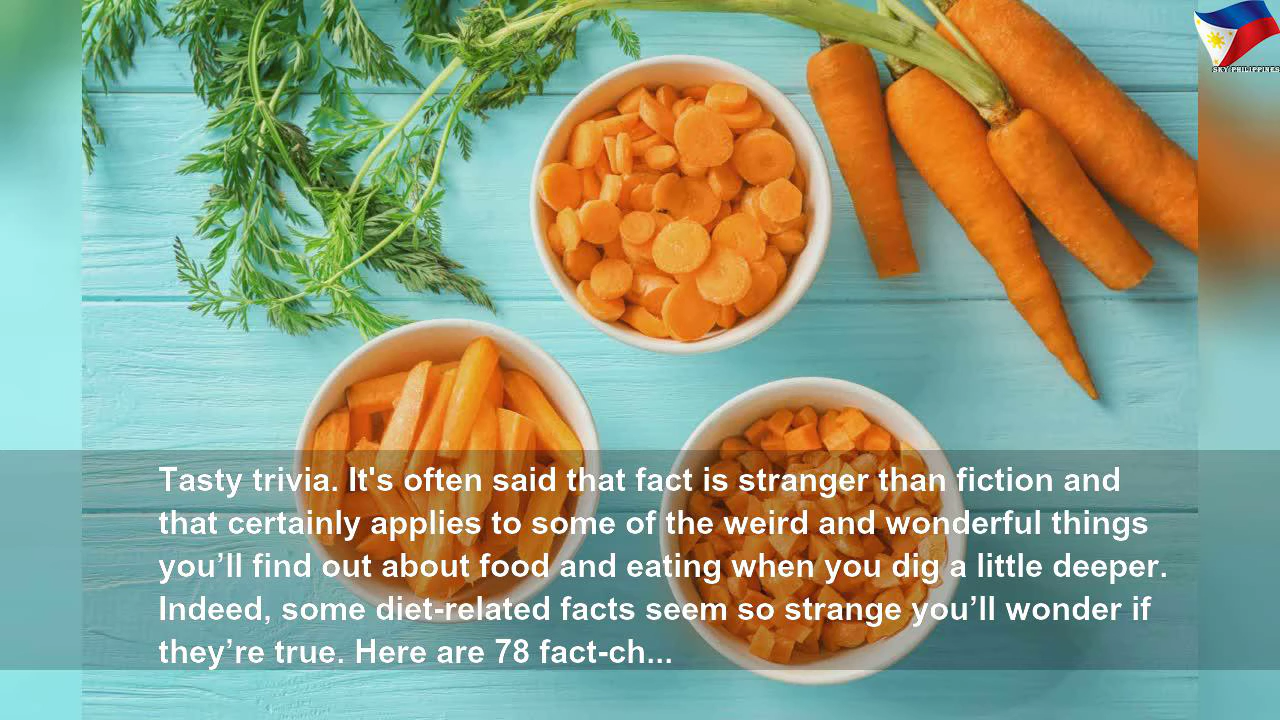 SKY PHILIPPINES
Tasty trivia. It's often said that fact is stranger than fiction and
that certainly applies to some of the weird and wonderful things
you’ll find out about food and eating when you dig a little deeper.
Indeed, some diet-related facts seem so strange you’ll wonder if
they’re true. Here are 78 fact-ch...